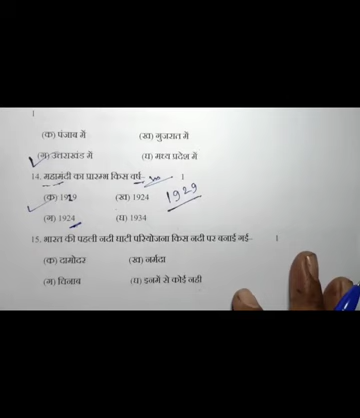 1
(क) पंजाब में (ख) गुजरात में
(ग) उत्तराखंड में (घ) मध्य प्रदेश में
14. महामंदी का प्रारम्भ किस वर्ष- 1
(क) 1929 (ख) 1924 1929
(ग) 1924 (घ) 1934
15. भारत की पहली नदी घाटी परियोजना किस नदी पर बनाई गई- 1
(क) दामोदर (ख) नर्मदा
(ग) चिनाब (घ) इनमें से कोई नही